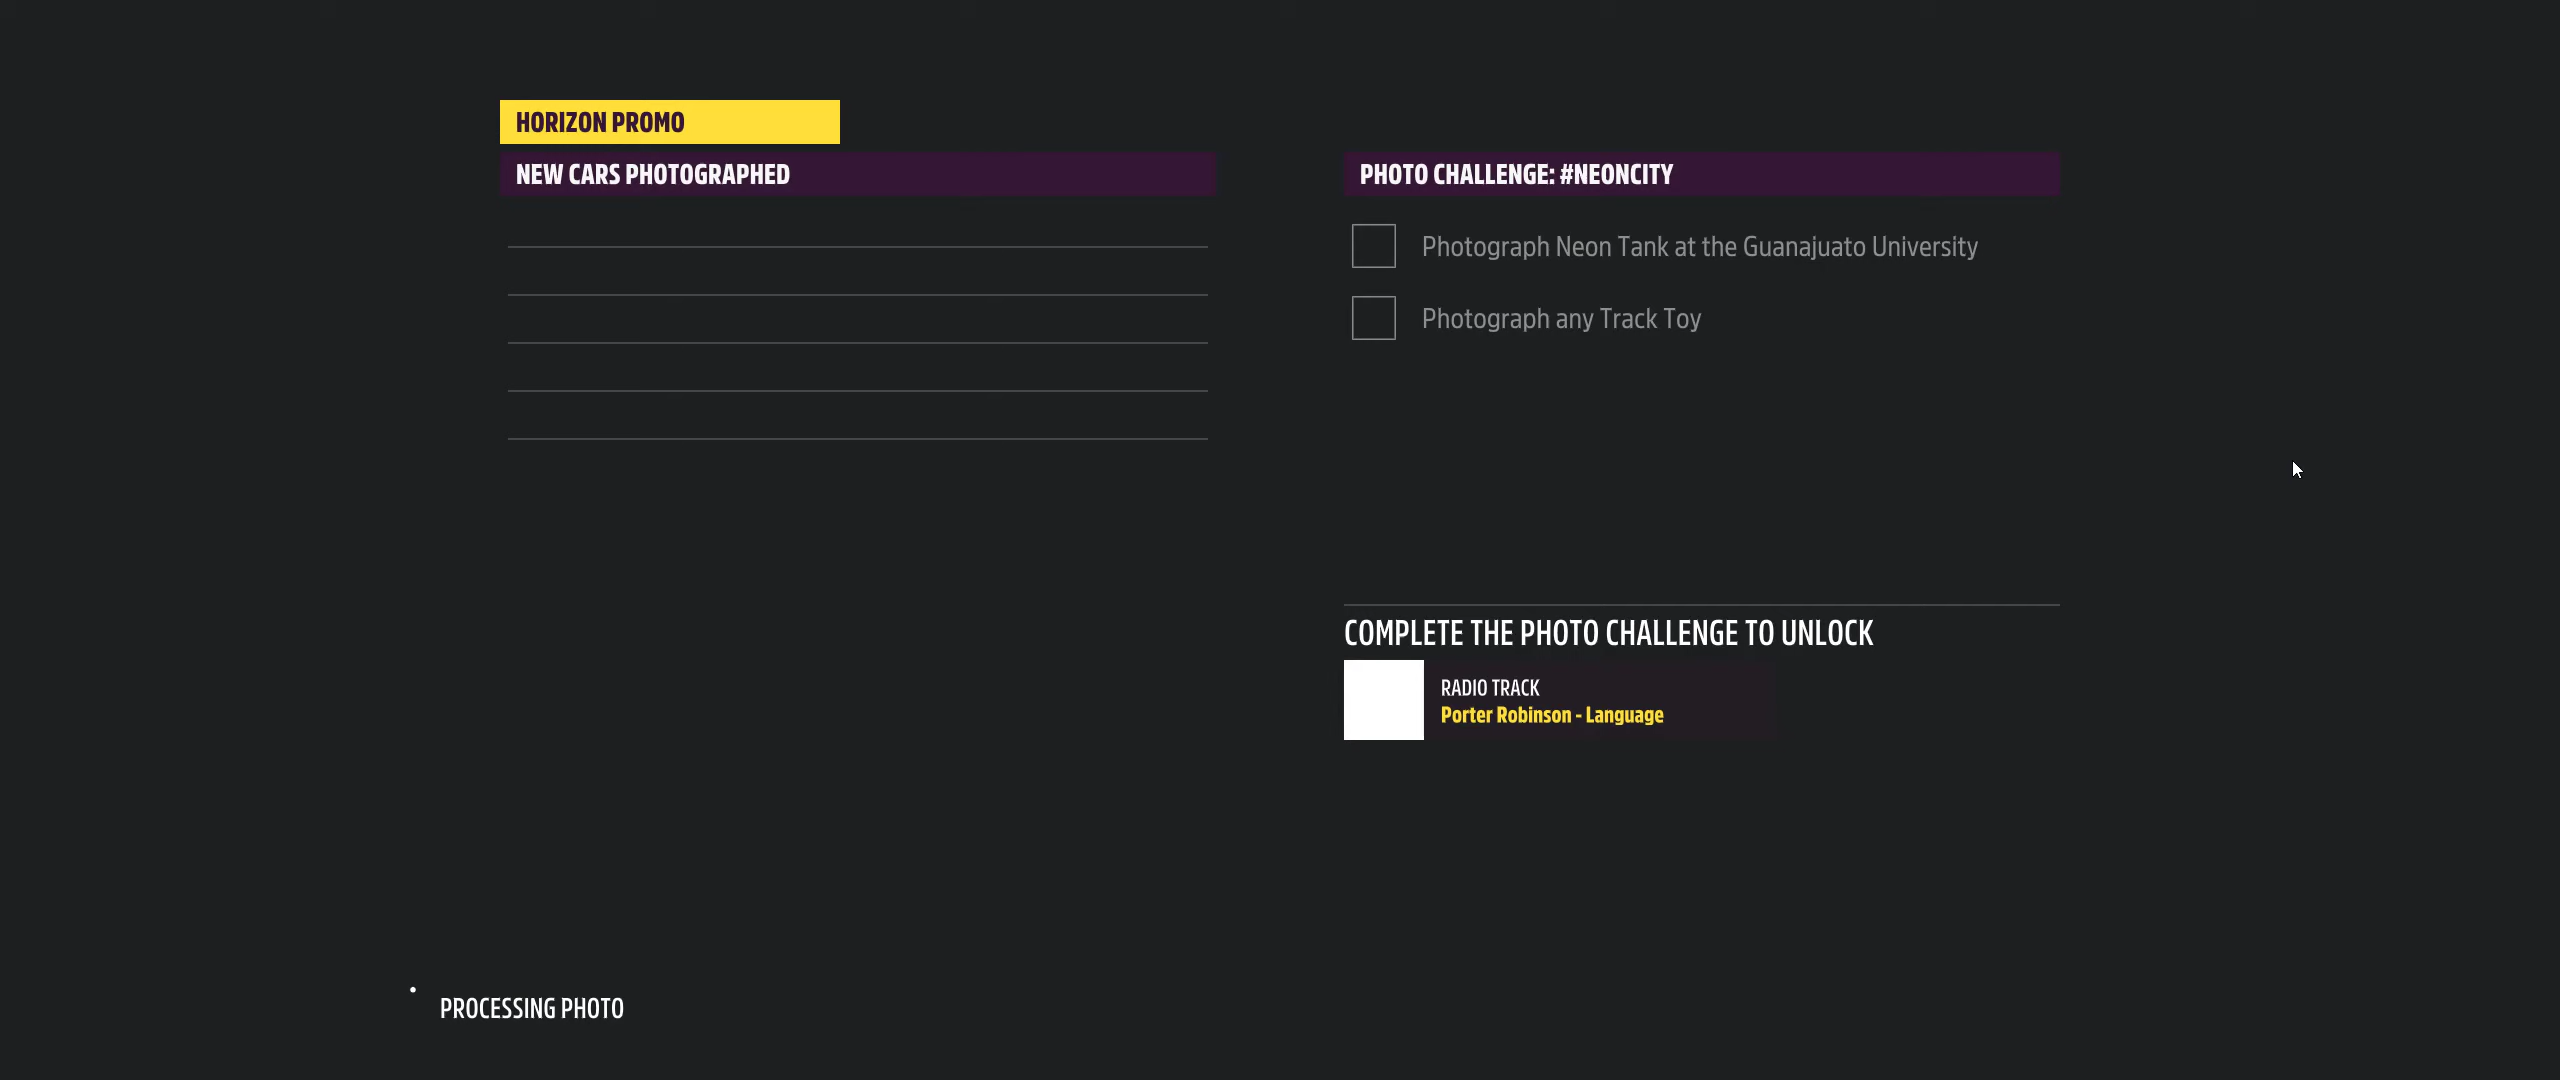 HORIZON PROMO
NEW CARS PHOTOGRAPHED
PHOTO CHALLENGE: #NEONCITY
Photograph Neon Tank at the Guanajuato University
Photograph any Track Toy
COMPLETE THE PHOTO CHALLENGE TO UNLOCK
RADIO TRACK
Porter Robinson - Language
PROCESSING PHOTO